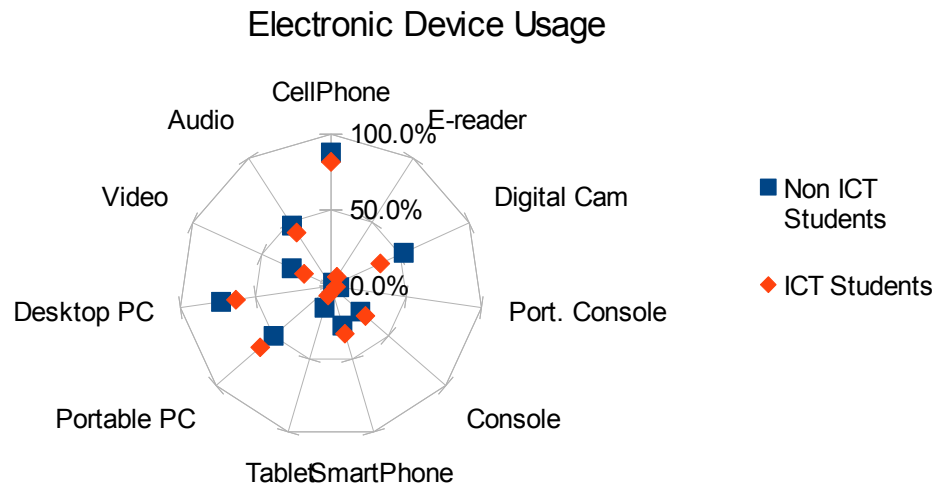 Electronic Device Usage
CellPhone
Audio
E-reader
100.0%
Video
Digital Cam
50.0%
Non ICT
Students
0.0%
ICT Students
Desktop PC
Port. Console
Portable PC
Console
Tablet
SmartPhone